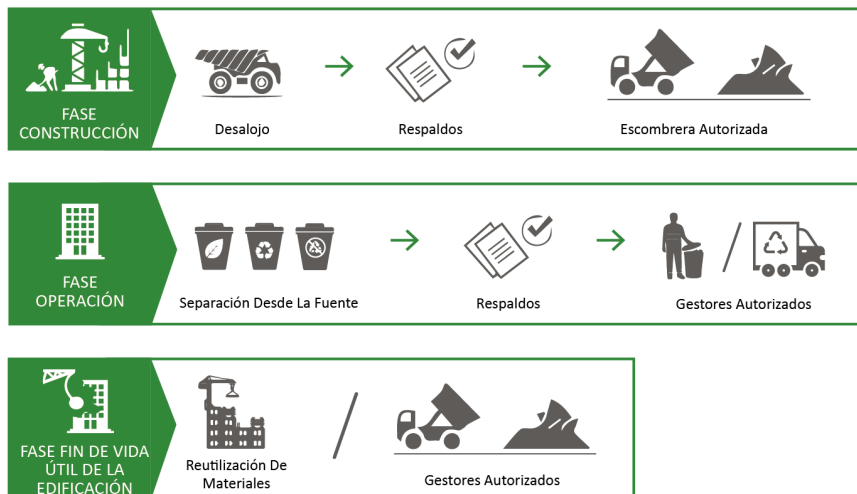 FASE
CONSTRUCCIÓN
Desalojo
Respaldos
Escombrera Autorizada
FASE
OPERACIÓN
Separación Desde La Fuente
Respaldos
Gestores Autorizados
FASE FIN DE VIDA
ÚTIL DE LA
EDIFICACIÓN
Reutilización De
Materiales
Gestores Autorizados